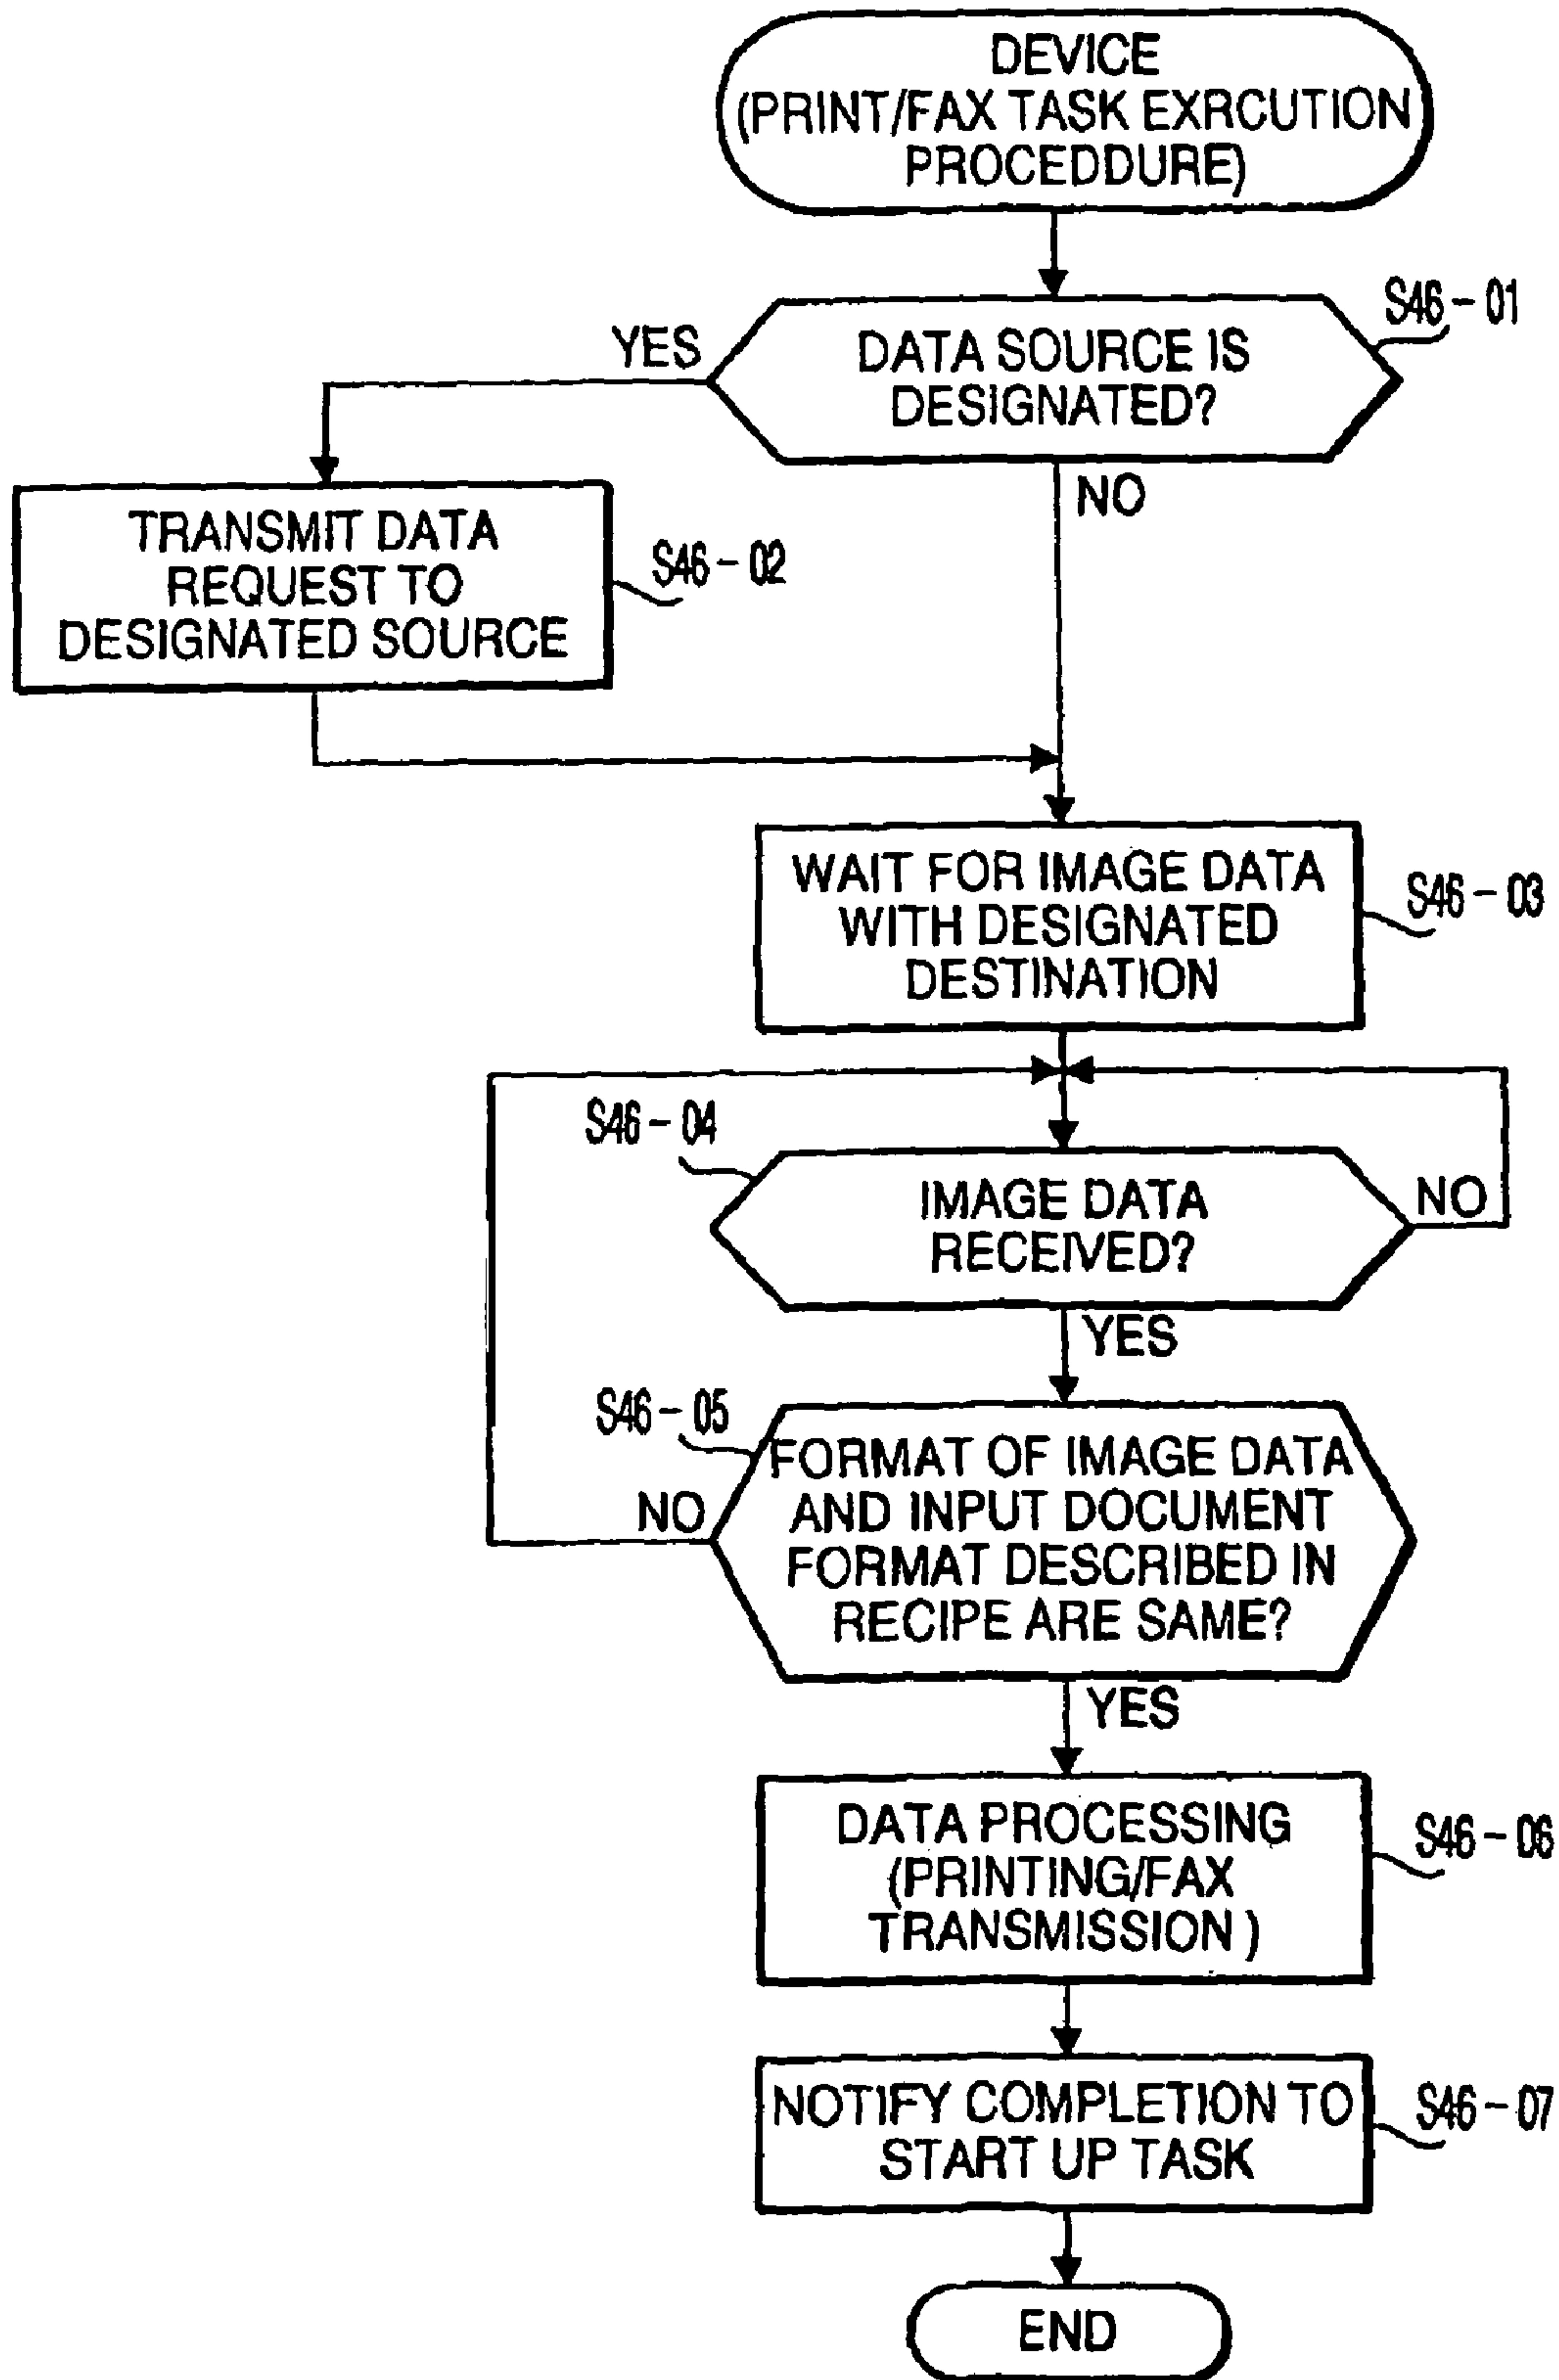 DEVICE
(PRINT/FAX TASK EXRCUTION
PROCEDDURE)
S46-01
YES
DATA SOURCE IS
DESIGNATED?
NO
TRANSMIT DATA
REQUEST TO
DESIGNATED SOURCE
S46-02
WAIT FOR IMAGE DATA
WITH DESIGNATED
DESTINATION
S46-03
S46-04
IMAGE DATA
RECEIVED?
NO
YES
S46-05
FORMAT OF IMAGE DATA
AND INPUT DOCUMENT
FORMAT DESCRIBED IN
RECIPE ARE SAME?
NO
YES
DATA PROCESSING
(PRINTING/FAX
TRANSMISSION)
S46-06
NOTIFY COMPLETION TO
START UP TASK
S46-07
END